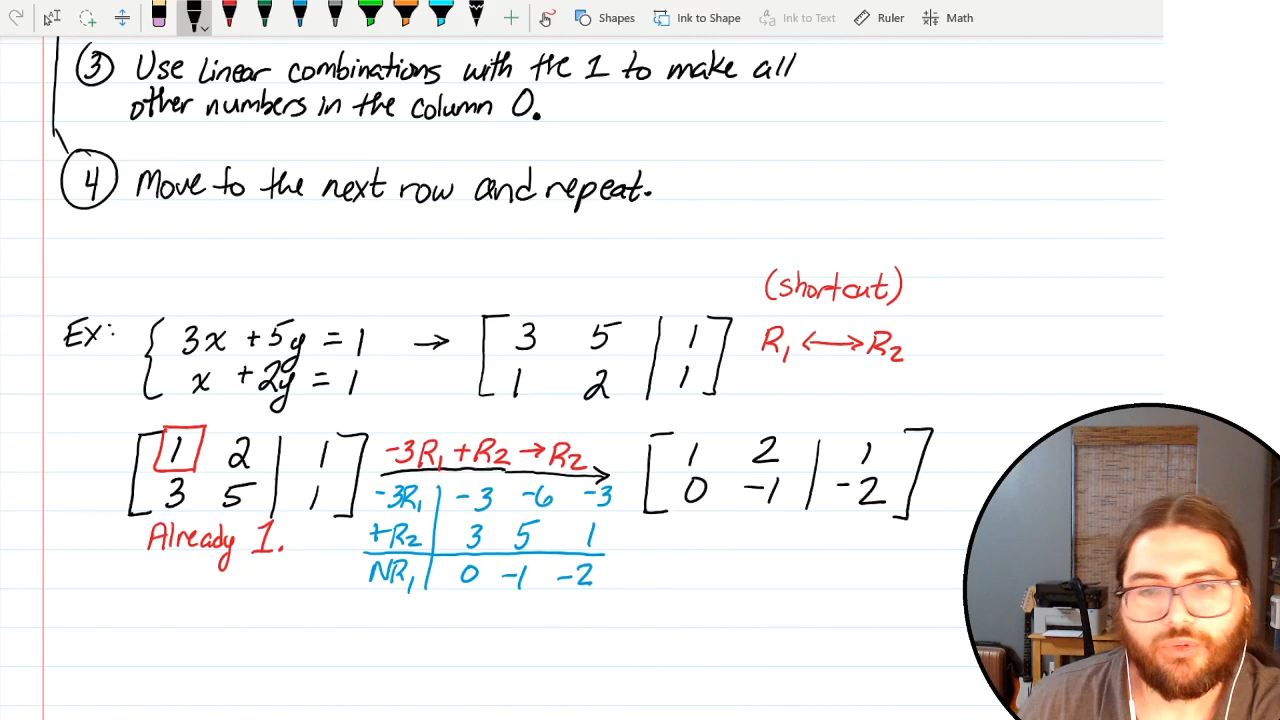 Shapes Ink to Shape Ink to Text Ruler Math
③ Use linear combinations with the 1 to make all
other numbers in the column 0.
④ Move to the next row and repeat.
(shortcut)
Ex: { 3x + 5y = 1 → [ 3 5 | 1 ] R₁ ⟷ R₂
x + 2y = 1 [ 1 2 | 1 ]
[ 1 2 | 1 ] -3R₁ + R₂ → R₂ [ 1 2 | 1 ]
[ 3 5 | 1 ] -3R₁ | -3 -6 -3 [ 0 -1 | -2 ]
Already 1. +R₂ | 3 5 1
NR₁ | 0 -1 -2